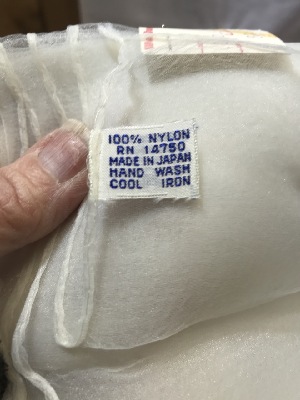 100% NYLON
RN 14750
MADE IN JAPAN
HAND WASH
COOL IRON